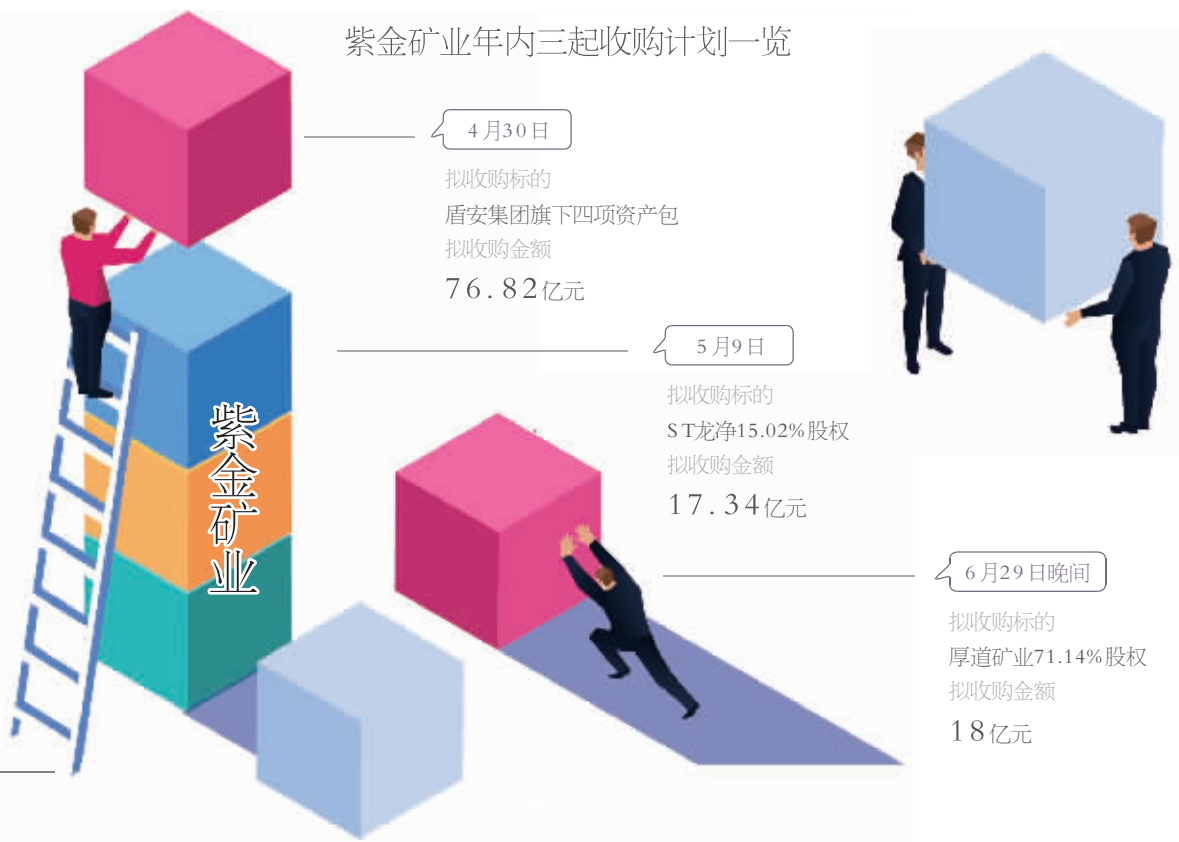 紫金矿业年内三起收购计划一览
4月30日
拟收购标的
盾安集团旗下四项资产包
拟收购金额
76.82亿元
5月9日
拟收购标的
ST龙净15.02%股权
拟收购金额
17.34亿元
6月29日晚间
拟收购标的
厚道矿业71.14%股权
拟收购金额
18亿元
紫金矿业